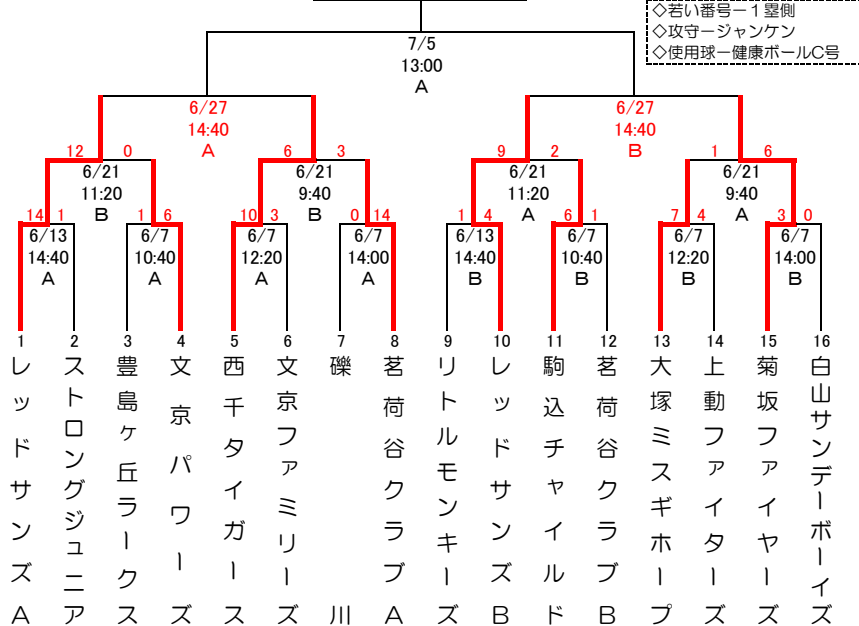 ◇若い番号－１塁側
◇攻守－ジャンケン
◇使用球－健康ボールC号
7/5
13:00
A
6/27
14:40
A
6/27
14:40
B
12 0
6/21
11:20
B
6 3
6/21
9:40
B
9 2
6/21
11:20
A
1 6
6/21
9:40
A
14 1
6/13
14:40
A
1 6
6/7
10:40
A
10 3
6/7
12:20
A
0 14
6/7
14:00
A
1 4
6/13
14:40
B
6 1
6/7
10:40
B
7 4
6/7
12:20
B
3 0
6/7
14:00
B
1
レッドサンズA
2
ストロングジュニア
3
豊島ヶ丘ラークス
4
文京パワーズ
5
西千タイガース
6
文京ファミリーズ
7
礫川
8
茗荷谷クラブA
9
リトルモンキーズ
10
レッドサンズB
11
駒込チャイルド
12
茗荷谷クラブB
13
大塚ミスギホープ
14
上動ファイターズ
15
菊坂ファイヤーズ
16
白山サンデーボーイズ